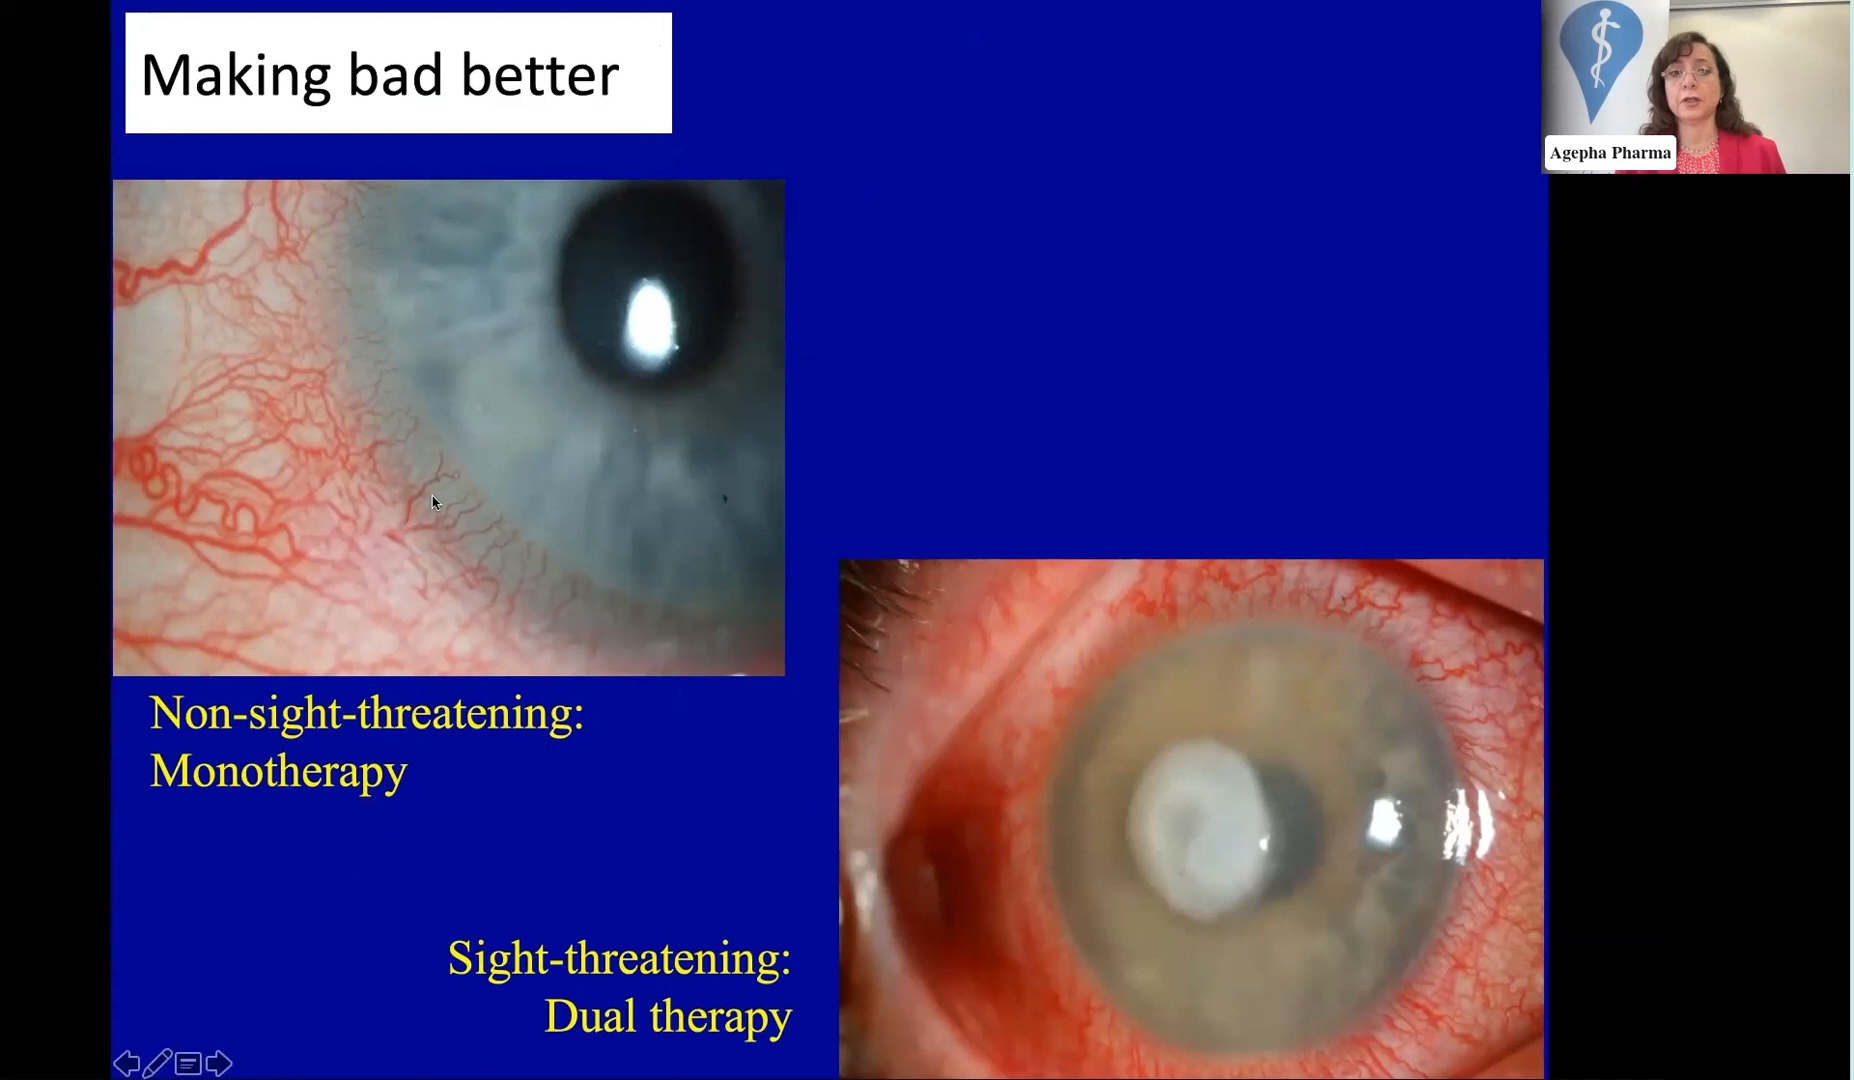 Making bad better
Agepha Pharma
Non-sight-threatening:
Monotherapy
Sight-threatening:
Dual therapy